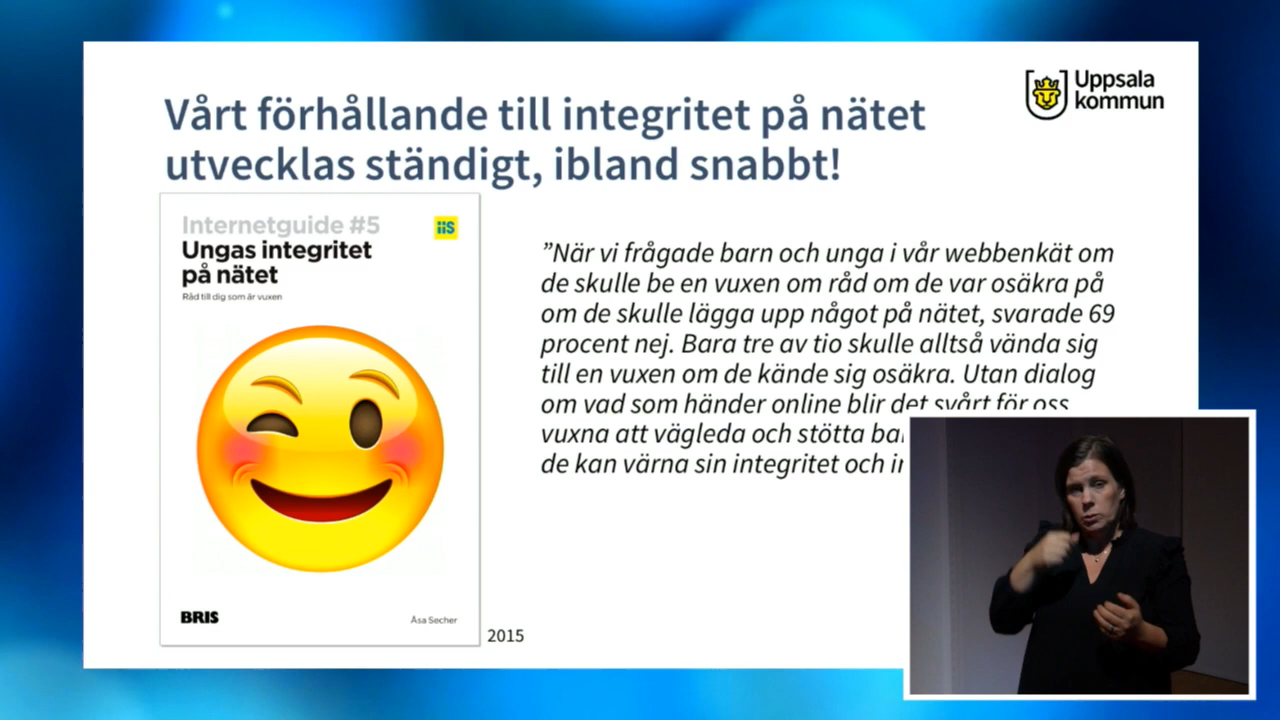 Vårt förhållande till integritet på nätet
utvecklas ständigt, ibland snabbt!
Uppsala
kommun
Internetguide #5
iis
Ungas integritet
på nätet
Råd till dig som är vuxen
BRIS
Åsa Secher
2015
”När vi frågade barn och unga i vår webbenkät om
de skulle be en vuxen om råd om de var osäkra på
om de skulle lägga upp något på nätet, svarade 69
procent nej. Bara tre av tio skulle alltså vända sig
till en vuxen om de kände sig osäkra. Utan dialog
om vad som händer online blir det svårt för oss
vuxna att vägleda och stötta
de kan värna sin integritet och